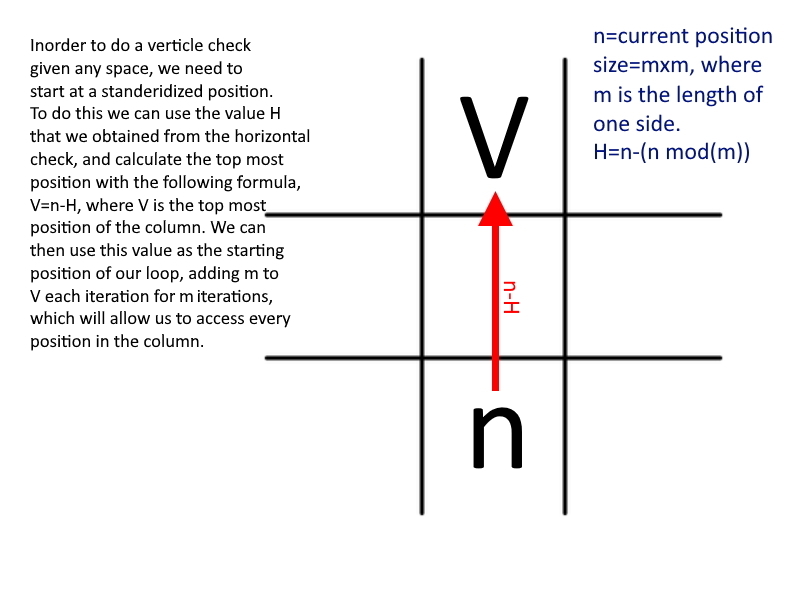 Inorder to do a verticle check
given any space, we need to
start at a standeridized position.
To do this we can use the value H
that we obtained from the horizontal
check, and calculate the top most
position with the following formula,
V=n-H, where V is the top most
position of the column. We can
then use this value as the starting
position of our loop, adding m to
V each iteration for m iterations,
which will allow us to access every
position in the column.
n=current position
size=mxm, where
m is the length of
one side.
H=n-(n mod(m))
V
n-H
n